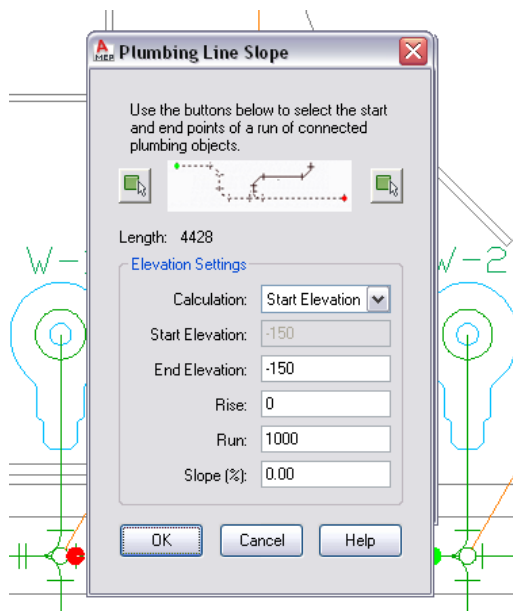 A MEP Plumbing Line Slope
Use the buttons below to select the start
and end points of a run of connected
plumbing objects.
Length: 4428
W-
W-2
Elevation Settings
Calculation: Start Elevation
Start Elevation: -150
End Elevation: -150
Rise: 0
Run: 1000
Slope (%): 0.00
OK Cancel Help